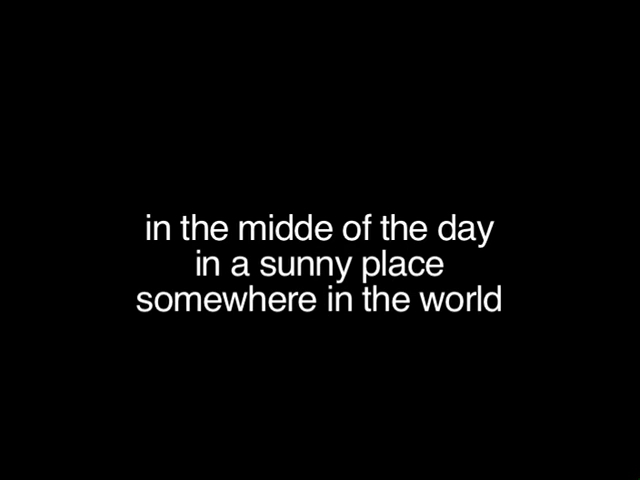 in the midde of the day
in a sunny place
somewhere in the world